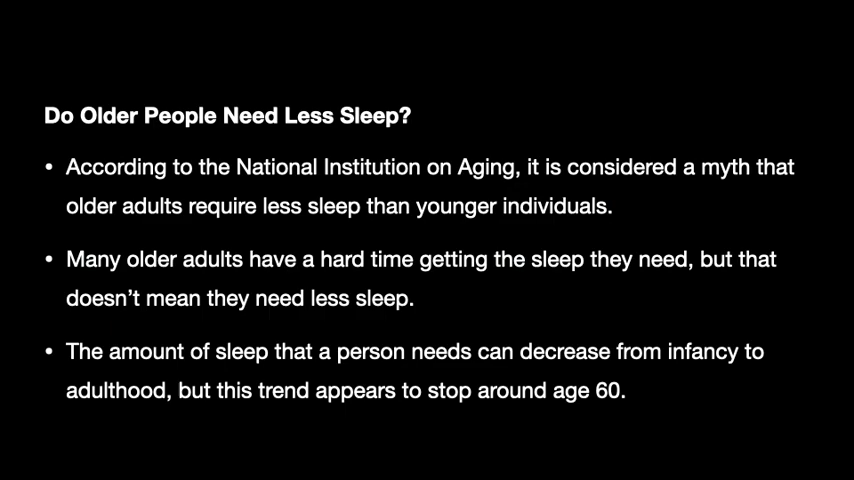 Do Older People Need Less Sleep?
• According to the National Institution on Aging, it is considered a myth that
older adults require less sleep than younger individuals.
• Many older adults have a hard time getting the sleep they need, but that
doesn’t mean they need less sleep.
• The amount of sleep that a person needs can decrease from infancy to
adulthood, but this trend appears to stop around age 60.